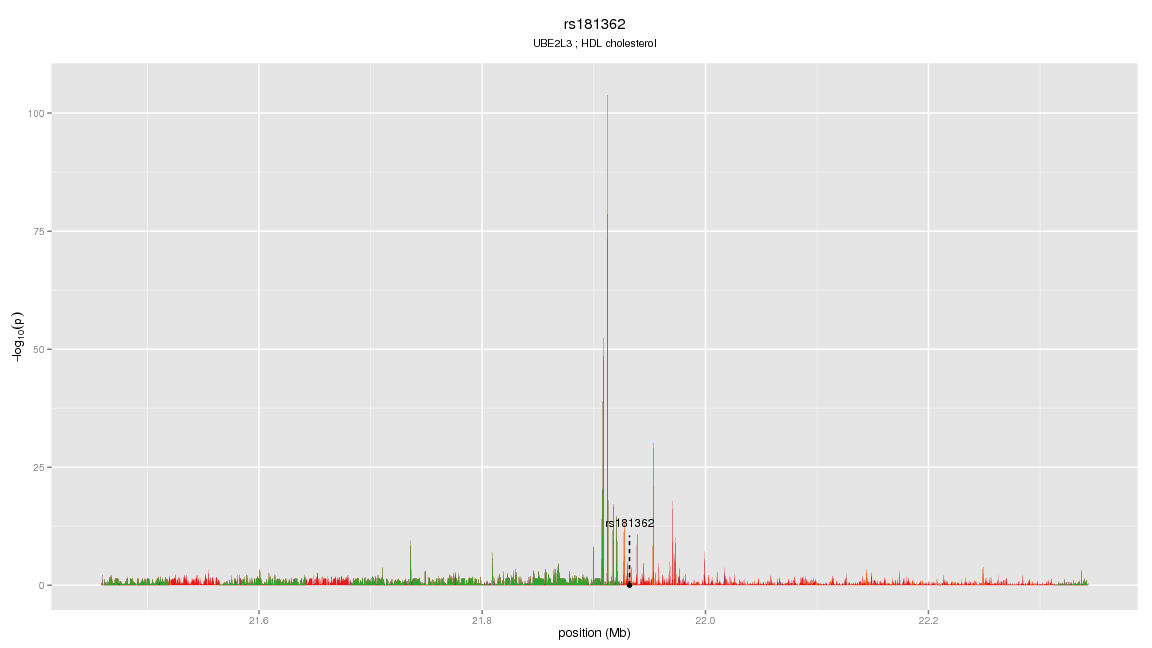 rs181362
UBE2L3 ; HDL cholesterol
−log10(p)
100
75
50
25
0
rs181362
21.6 21.8 22.0 22.2
position (Mb)